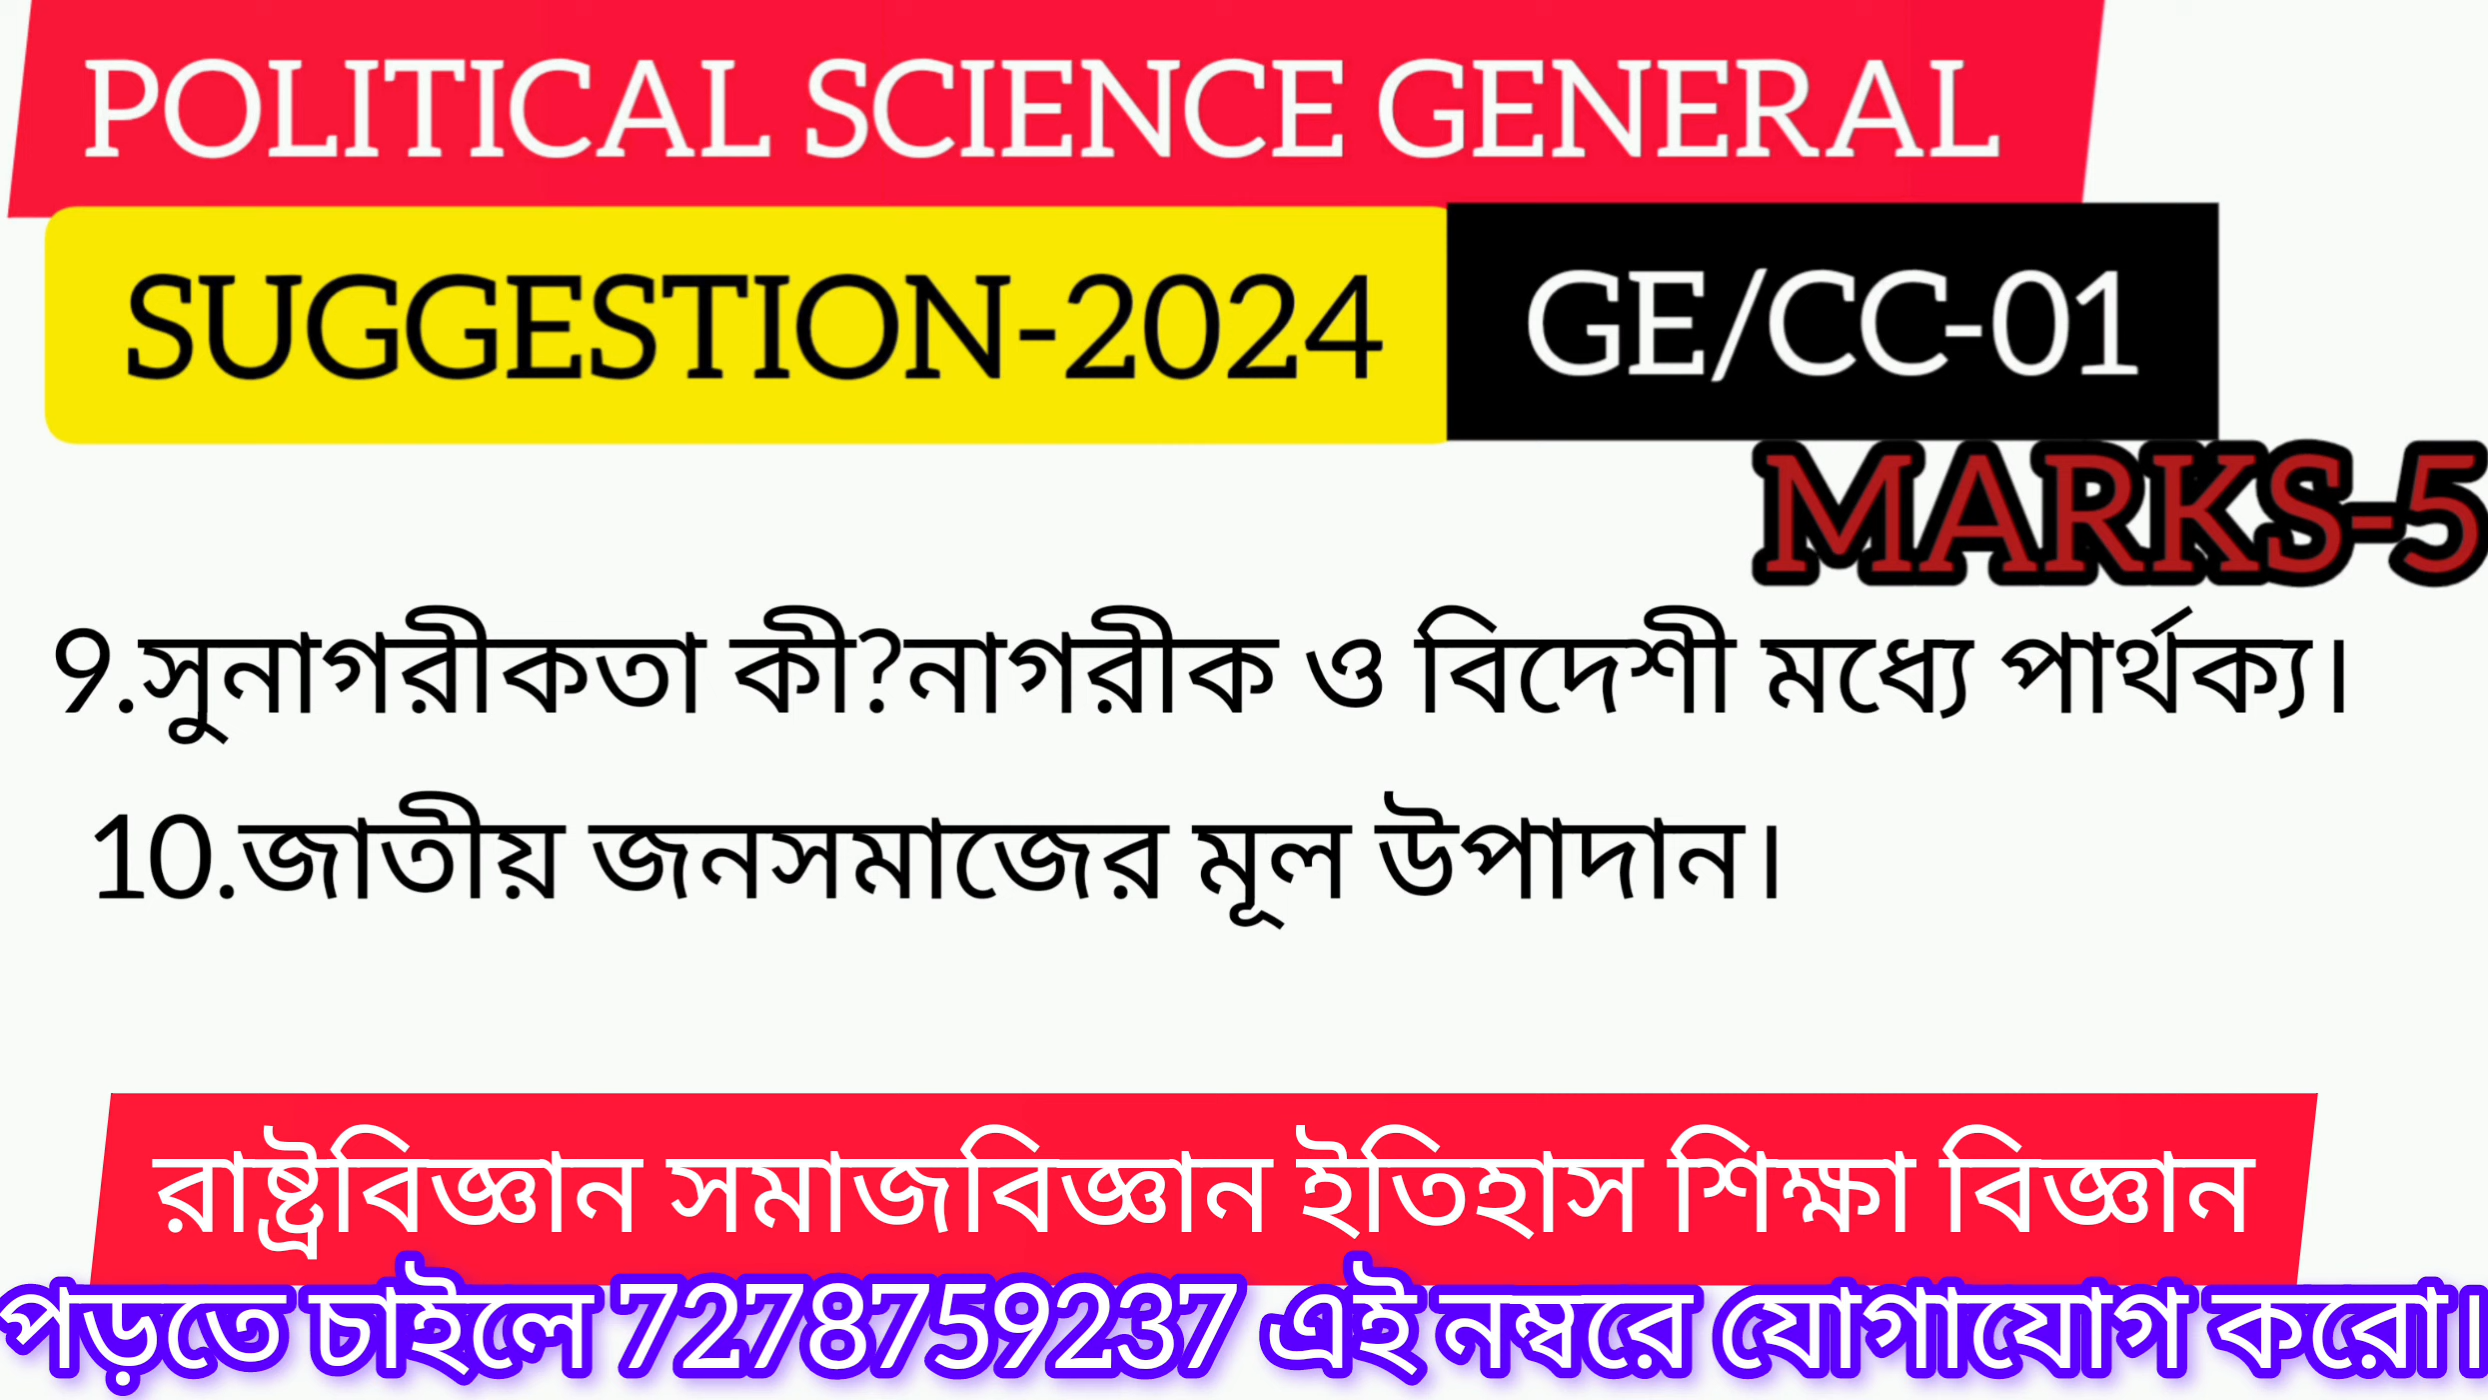 POLITICAL SCIENCE GENERAL
SUGGESTION-2024 GE/CC-01
MARKS-5
9.সুনাগরীকতা কী?নাগরীক ও বিদেশী মধ্যে পার্থক্য।
10.জাতীয় জনসমাজের মূল উপাদান।
রাষ্ট্রবিজ্ঞান সমাজবিজ্ঞান ইতিহাস শিক্ষা বিজ্ঞান
পড়তে চাইলে 7278759237 এই নম্বরে যোগাযোগ করো।